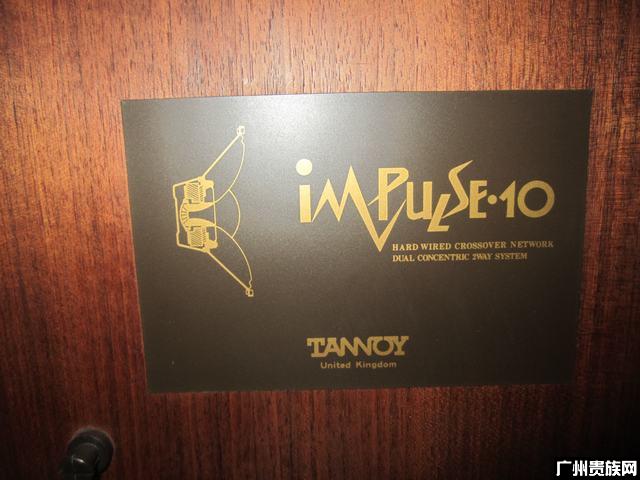 iMPULSE·10
HARD WIRED CROSSOVER NETWORK
DUAL CONCENTRIC 2WAY SYSTEM
TANNOY
United Kingdom
广州贵族网